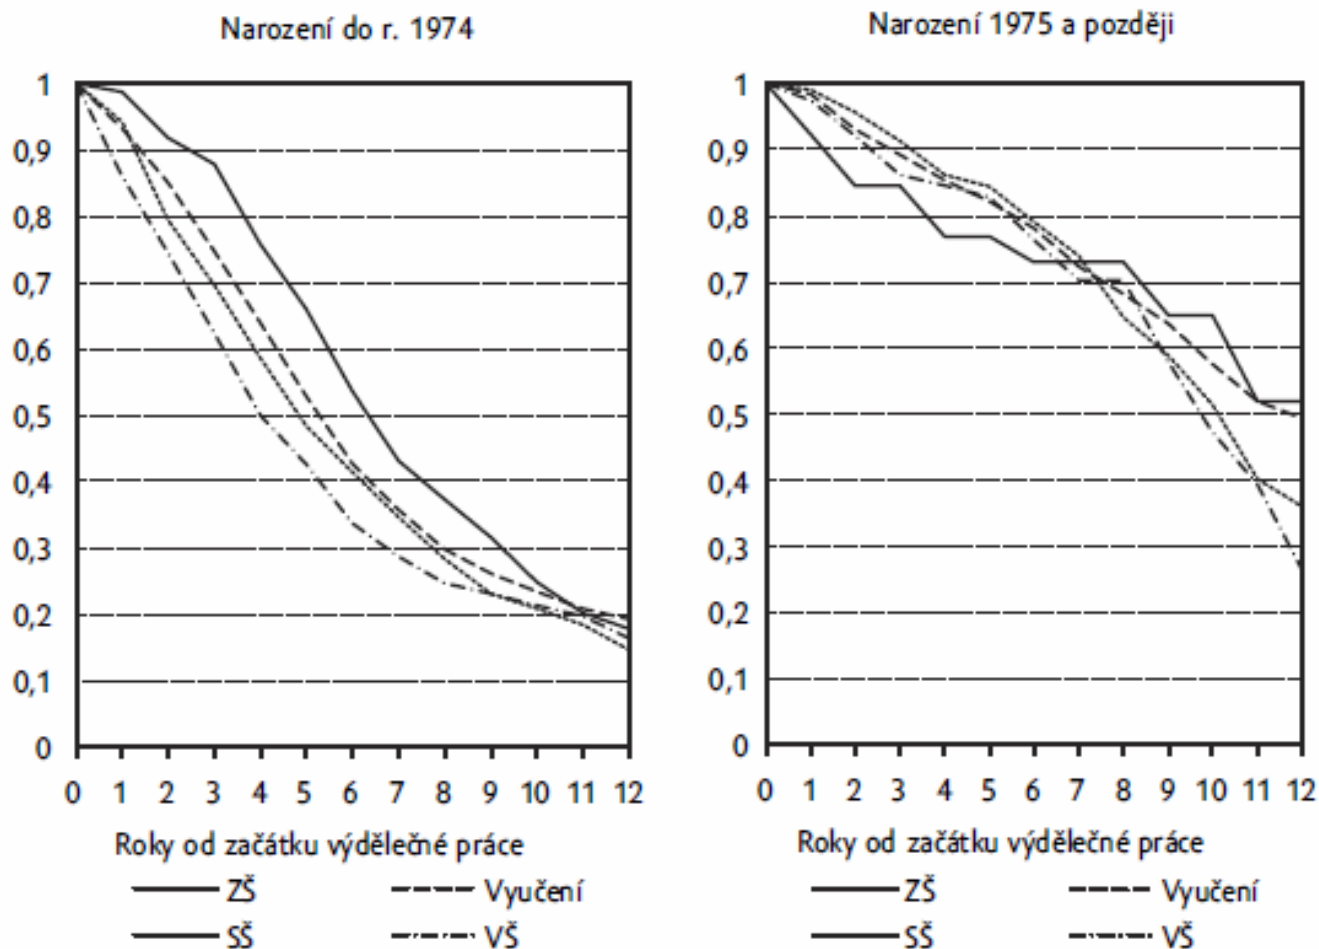 Narození do r. 1974
1
0,9
0,8
0,7
0,6
0,5
0,4
0,3
0,2
0,1
0
0 1 2 3 4 5 6 7 8 9 10 11 12
Roky od začátku výdělečné práce
ZŠ Vyučení
SŠ VŠ
Narození 1975 a později
1
0,9
0,8
0,7
0,6
0,5
0,4
0,3
0,2
0,1
0
0 1 2 3 4 5 6 7 8 9 10 11 12
Roky od začátku výdělečné práce
ZŠ Vyučení
SŠ VŠ